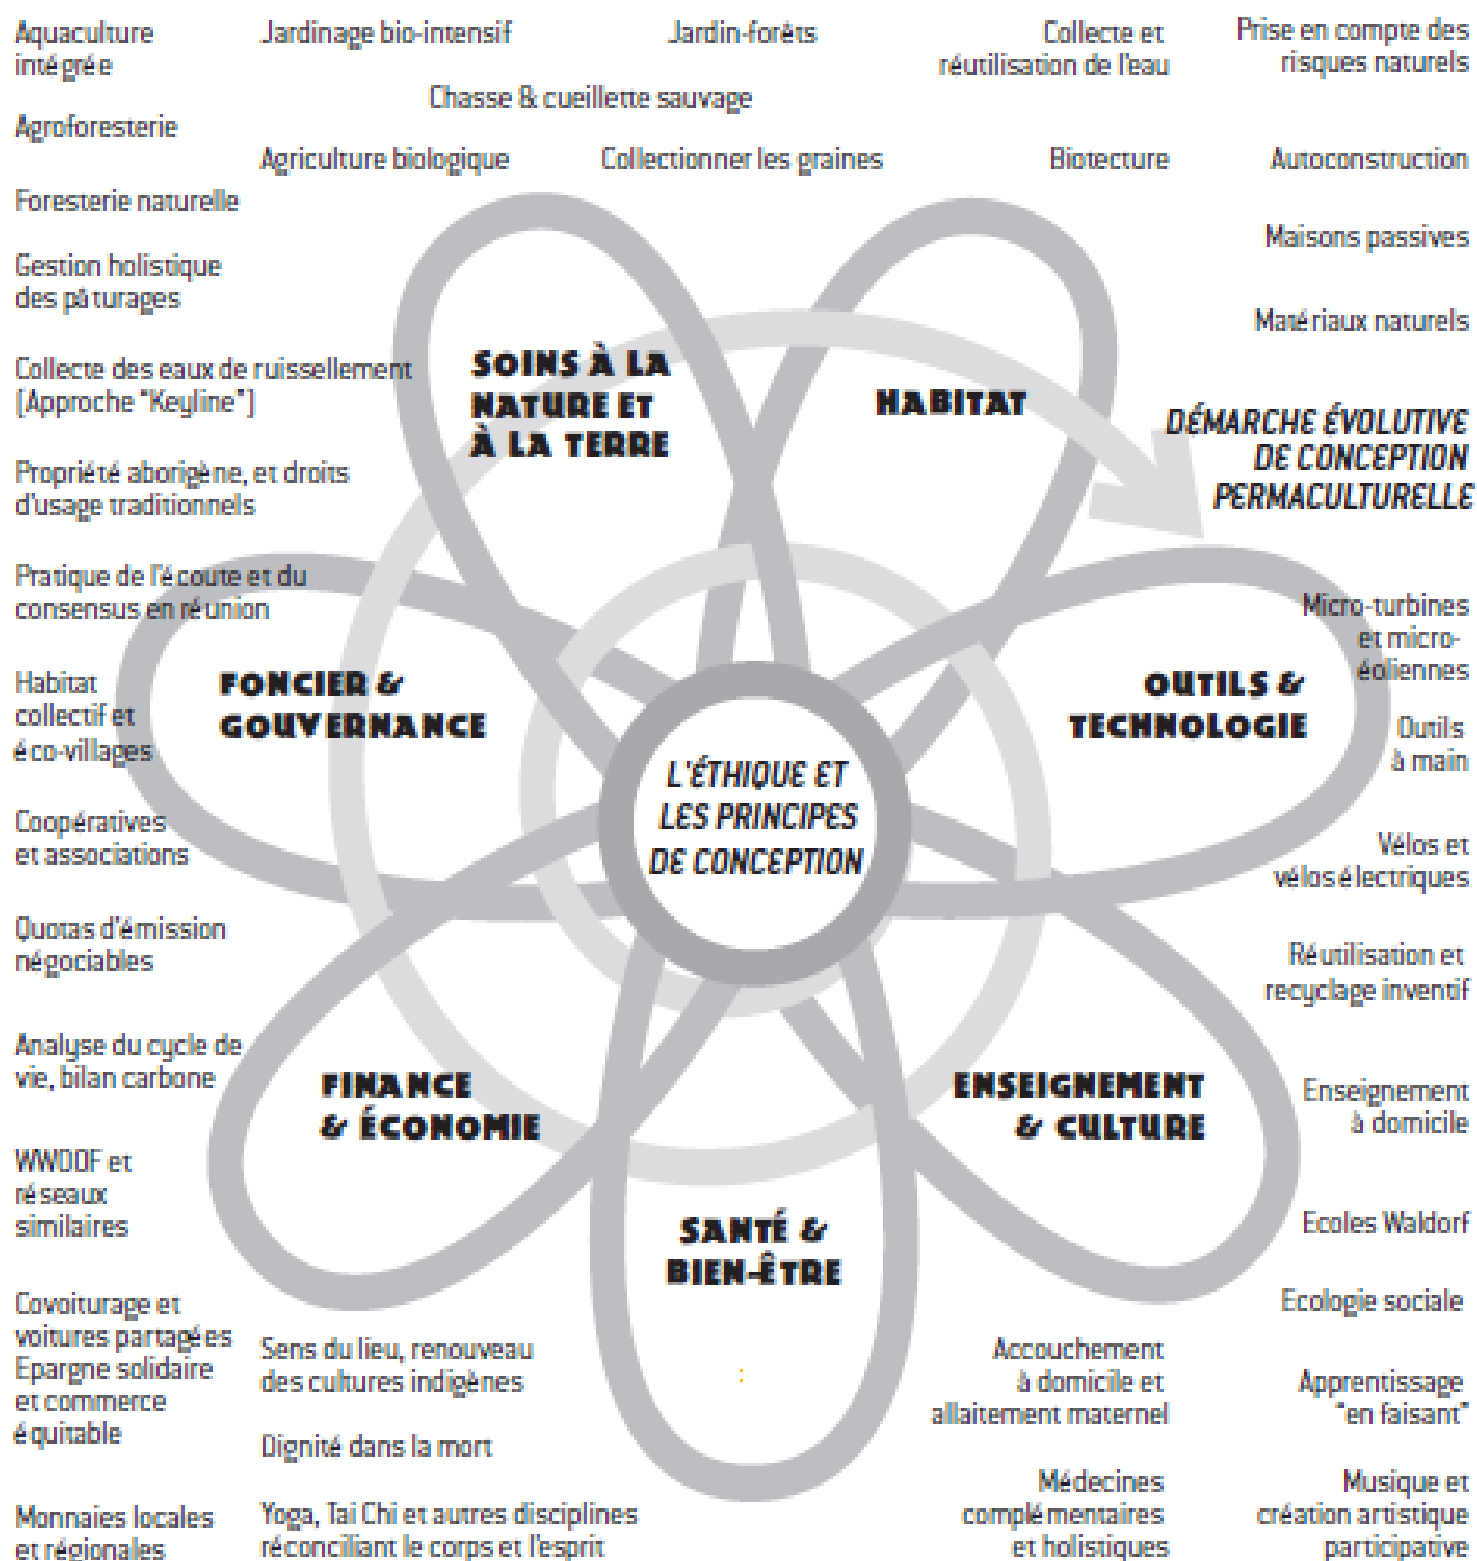 Aquaculture
intégrée
Jardinage bio-intensif
Jardin-forêts
Collecte et
réutilisation de l'eau
Prise en compte des
risques naturels
Chasse & cueillette sauvage
Agroforesterie
Agriculture biologique
Collectionner les graines
Biotecture
Autoconstruction
Foresterie naturelle
Maisons passives
Gestion holistique
des pâturages
Matériaux naturels
Collecte des eaux de ruissellement
[Approche "Keyline"]
SOINS À LA
NATURE ET
À LA TERRE
HABITAT
DÉMARCHE ÉVOLUTIVE
DE CONCEPTION
PERMACULTURELLE
Propriété aborigène, et droits
d'usage traditionnels
Pratique de l'écoute et du
consensus en réunion
Micro-turbines
et micro-
éoliennes
Habitat
collectif et
éco-villages
FONCIER &
GOUVERNANCE
OUTILS &
TECHNOLOGIE
Outils
à main
L'ÉTHIQUE ET
LES PRINCIPES
DE CONCEPTION
Coopératives
et associations
Vélos et
vélos électriques
Quotas d'émission
négociables
Réutilisation et
recyclage inventif
Analyse du cycle de
vie, bilan carbone
FINANCE
& ÉCONOMIE
ENSEIGNEMENT
& CULTURE
Enseignement
à domicile
WWOOF et
réseaux
similaires
SANTÉ &
BIEN-ÊTRE
Ecoles Waldorf
Ecologie sociale
Covoiturage et
voitures partagées
Epargne solidaire
et commerce
équitable
Sens du lieu, renouveau
des cultures indigènes
Accouchement
à domicile et
allaitement maternel
Apprentissage
"en faisant"
Dignité dans la mort
Monnaies locales
et régionales
Yoga, Tai Chi et autres disciplines
réconciliant le corps et l'esprit
Médecines
complémentaires
et holistiques
Musique et
création artistique
participative